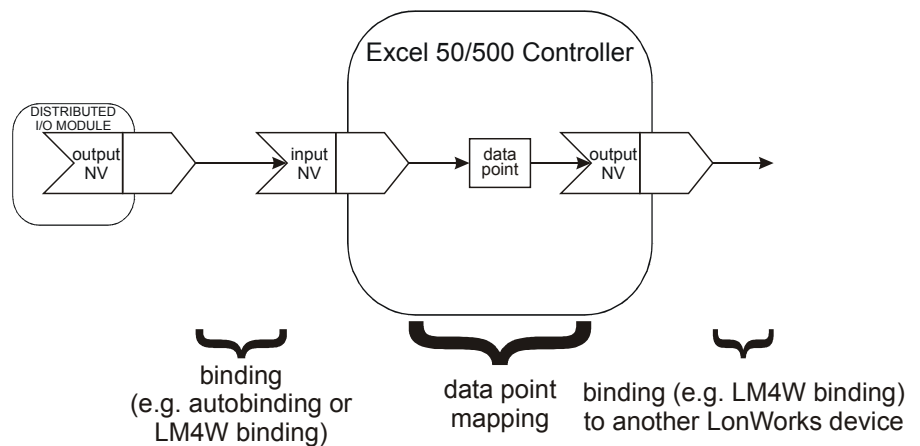 Excel 50/500 Controller
DISTRIBUTED
I/O MODULE
output
NV
input
NV
data
point
output
NV
binding
(e.g. autobinding or
LM4W binding)
data point
mapping
binding (e.g. LM4W binding)
to another LonWorks device